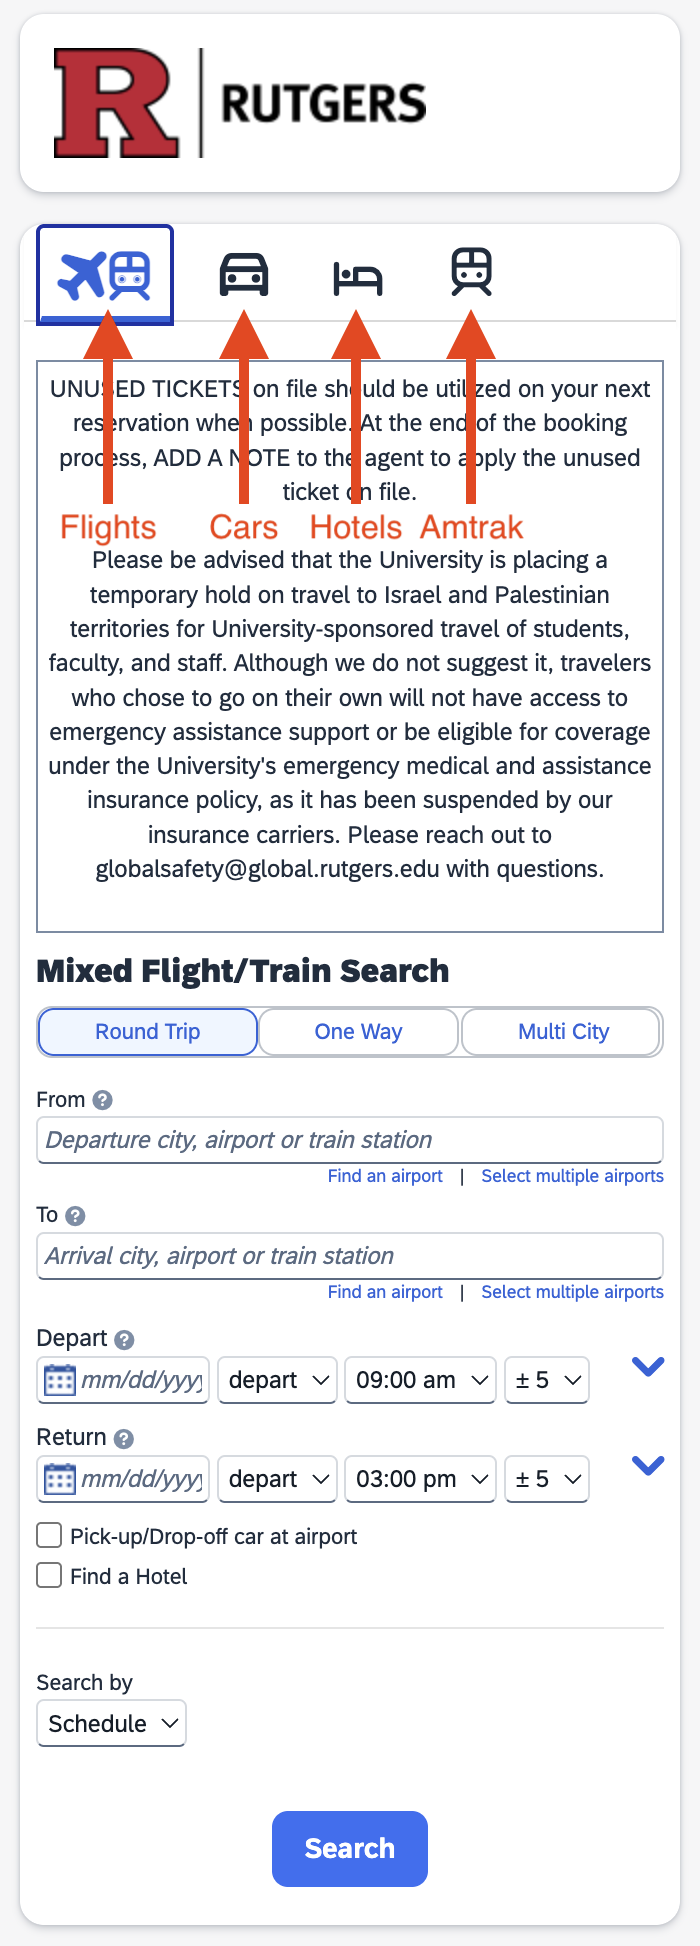 R RUTGERS
UNUSED TICKETS on file should be utilized on your next
reservation when possible. At the end of the booking
process, ADD A NOTE to the agent to apply the unused
ticket on file.
Flights Cars Hotels Amtrak
Please be advised that the University is placing a
temporary hold on travel to Israel and Palestinian
territories for University-sponsored travel of students,
faculty, and staff. Although we do not suggest it, travelers
who chose to go on their own will not have access to
emergency assistance support or be eligible for coverage
under the University's emergency medical and assistance
insurance policy, as it has been suspended by our
insurance carriers. Please reach out to
globalsafety@global.rutgers.edu with questions.
Mixed Flight/Train Search
Round Trip One Way Multi City
From ?
Departure city, airport or train station
Find an airport | Select multiple airports
To ?
Arrival city, airport or train station
Find an airport | Select multiple airports
Depart ?
mm/dd/yyyy depart 09:00 am ± 5
Return ?
mm/dd/yyyy depart 03:00 pm ± 5
Pick-up/Drop-off car at airport
Find a Hotel
Search by
Schedule
Search